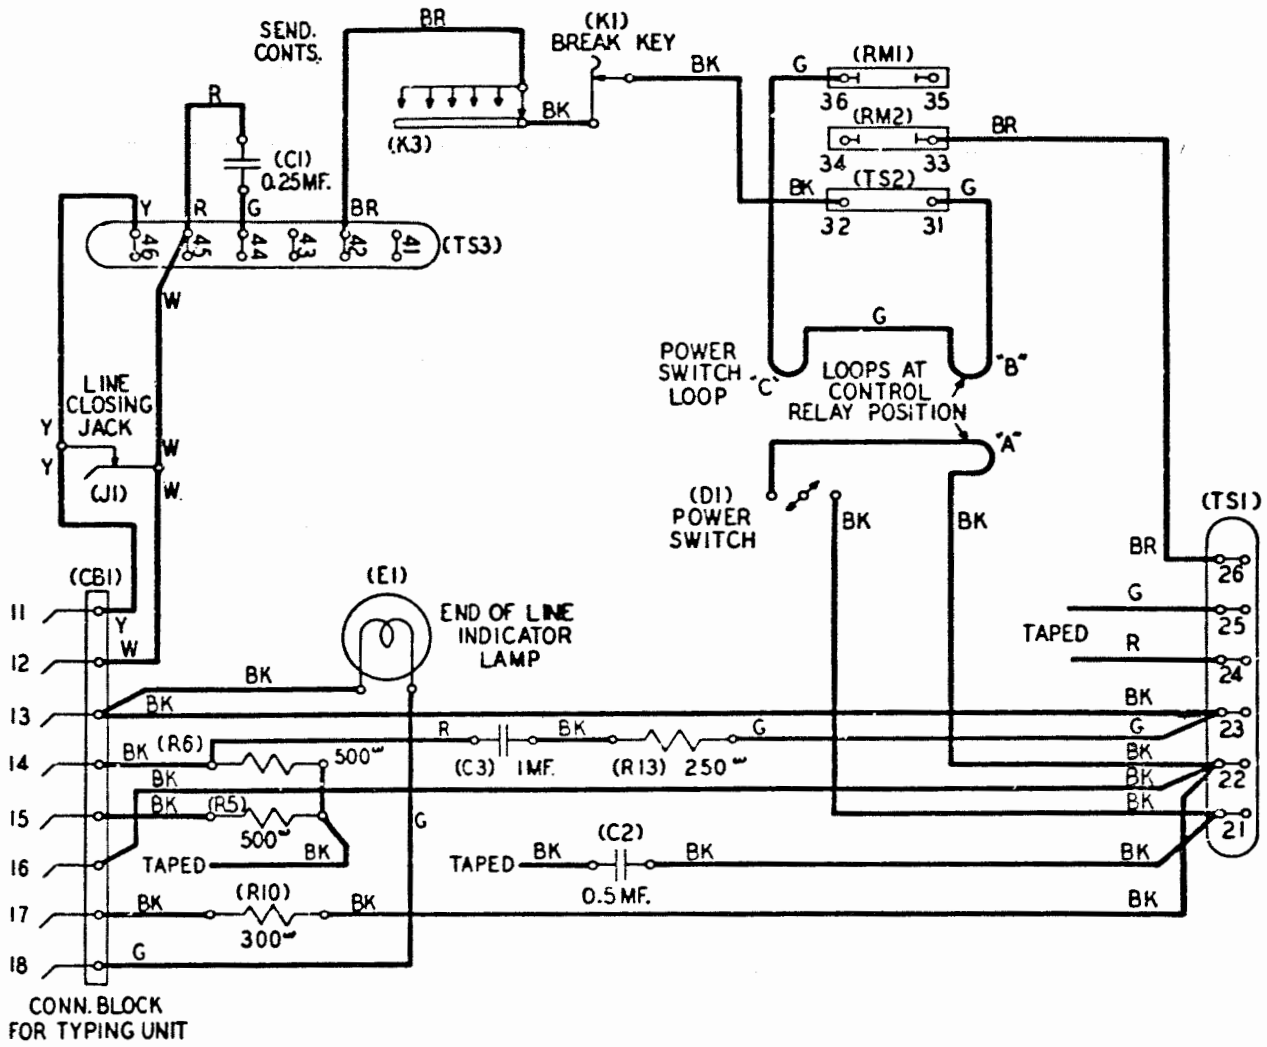 SEND.
CONTS.
BR
(K1)
BREAK KEY
BK
G
(RM1)
36
35
(RM2)
BR
34
33
R
(C1)
0.25MF.
(K3)
BK
BK
(TS2)
G
32
31
Y
R
G
BR
46
45
44
43
42
41
(TS3)
W
G
POWER
SWITCH
LOOP
"C"
LOOPS AT
CONTROL
RELAY POSITION
"B"
"A"
LINE
CLOSING
JACK
Y
Y
W
W
(J1)
(D1)
POWER
SWITCH
BK
BK
(TS1)
BR
26
G
25
TAPED
R
24
(CB1)
11
Y
12
W
(E1)
END OF LINE
INDICATOR
LAMP
BK
13
BK
BK
23
R
BK
G
G
14
BK
(R6)
500ω
(C3)
1MF.
(R13)
250ω
BK
22
BK
BK
15
BK
(R5)
500ω
G
BK
21
16
TAPED
BK
TAPED
BK
(C2)
0.5MF.
BK
BK
17
BK
(R10)
300ω
BK
BK
18
G
CONN. BLOCK
FOR TYPING UNIT